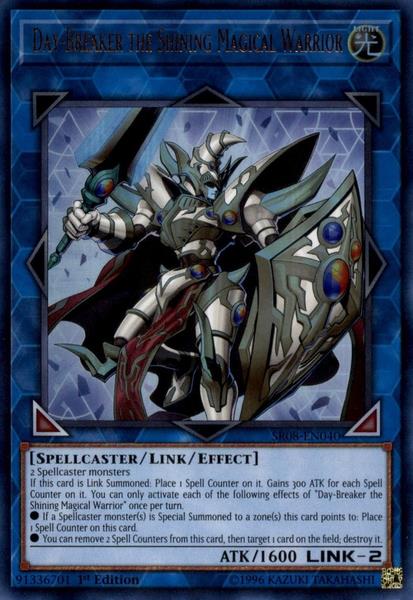 Day-Breaker the Shining Magical Warrior
LIGHT
光
SR08-EN040
[Spellcaster/Link/Effect]
2 Spellcaster monsters
If this card is Link Summoned: Place 1 Spell Counter on it. Gains 300 ATK for each Spell
Counter on it. You can only activate each of the following effects of "Day-Breaker the
Shining Magical Warrior" once per turn.
● If a Spellcaster monster(s) is Special Summoned to a zone(s) this card points to: Place
1 Spell Counter on this card.
● You can remove 2 Spell Counters from this card, then target 1 card on the field; destroy it.
ATK/1600 LINK-2
91336701 1st Edition ©1996 KAZUKI TAKAHASHI